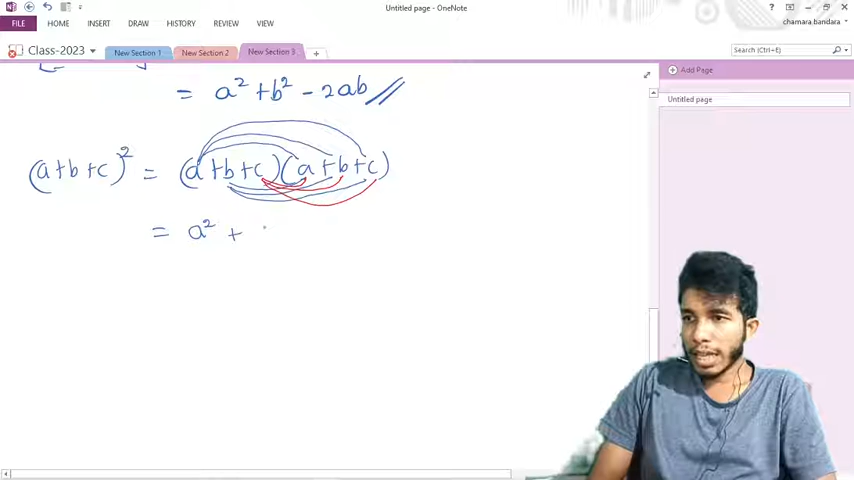 Untitled page - OneNote
FILE HOME INSERT DRAW HISTORY REVIEW VIEW
chamara bandara
Class-2023 New Section 1 New Section 2 New Section 3 +
Search (Ctrl+E)
Add Page
Untitled page
= a² + b² - 2ab //
(a+b+c)² = (a+b+c)(a+b+c)
= a² +